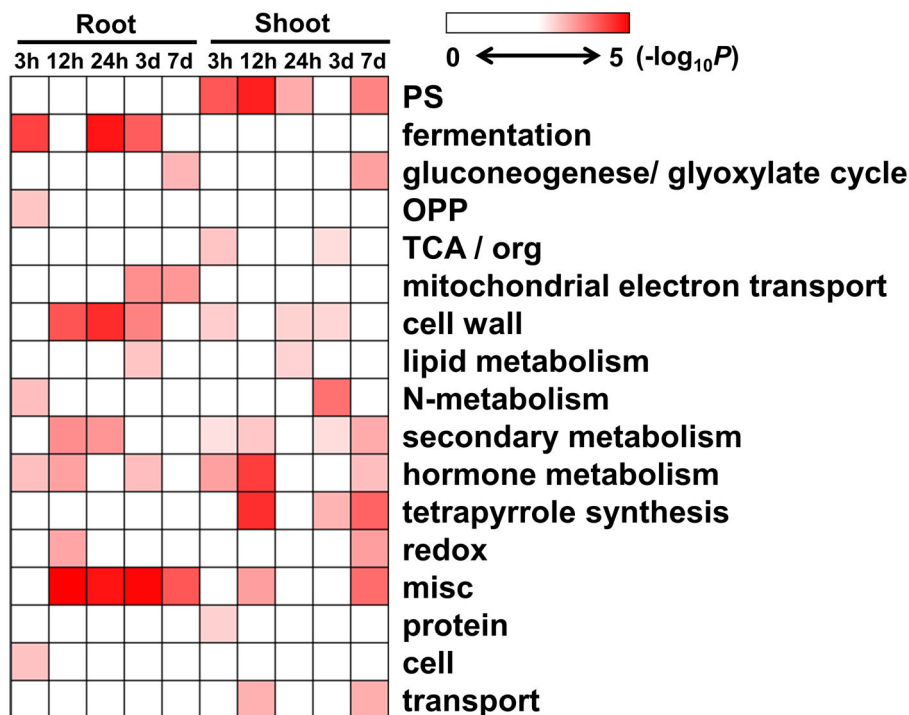 Root Shoot
3h 12h 24h 3d 7d 3h 12h 24h 3d 7d
0 5 (-log₁₀P)
PS
fermentation
gluconeogenese/ glyoxylate cycle
OPP
TCA / org
mitochondrial electron transport
cell wall
lipid metabolism
N-metabolism
secondary metabolism
hormone metabolism
tetrapyrrole synthesis
redox
misc
protein
cell
transport